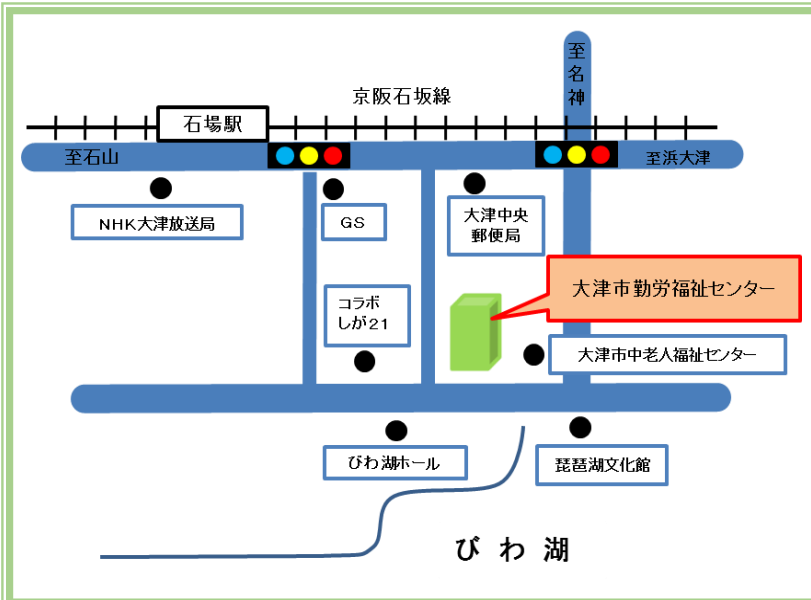 至名神
京阪石坂線
石場駅
至石山
至浜大津
NHK大津放送局
GS
大津中央
郵便局
大津市勤労福祉センター
コラボ
しが21
大津市中老人福祉センター
びわ湖ホール
琵琶湖文化館
びわ湖